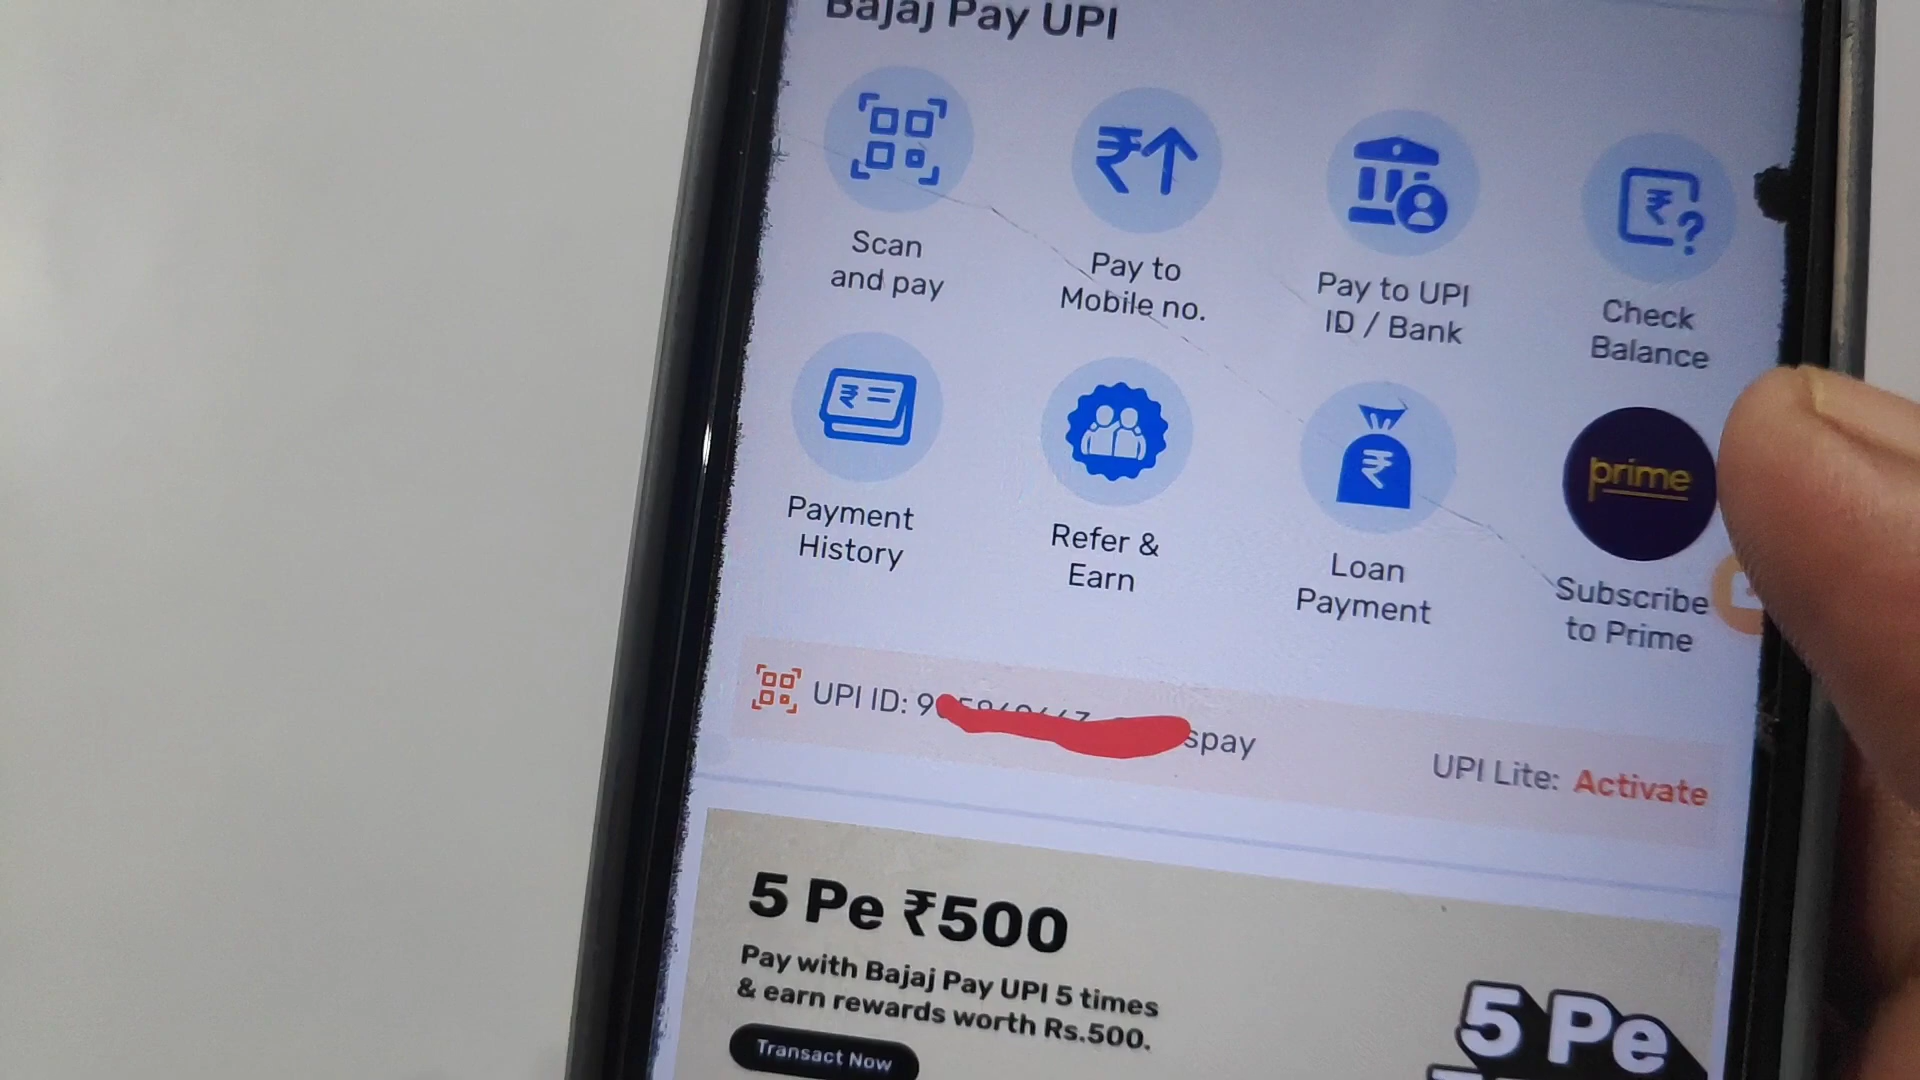 Bajaj Pay UPI
Scan
and pay
Pay to
Mobile no.
Pay to UPI
ID / Bank
Check
Balance
Payment
History
Refer &
Earn
Loan
Payment
prime
Subscribe
to Prime
UPI ID: 9 spay
UPI Lite: Activate
5 Pe ₹500
Pay with Bajaj Pay UPI 5 times
& earn rewards worth Rs.500.
Transact Now
5 Pe